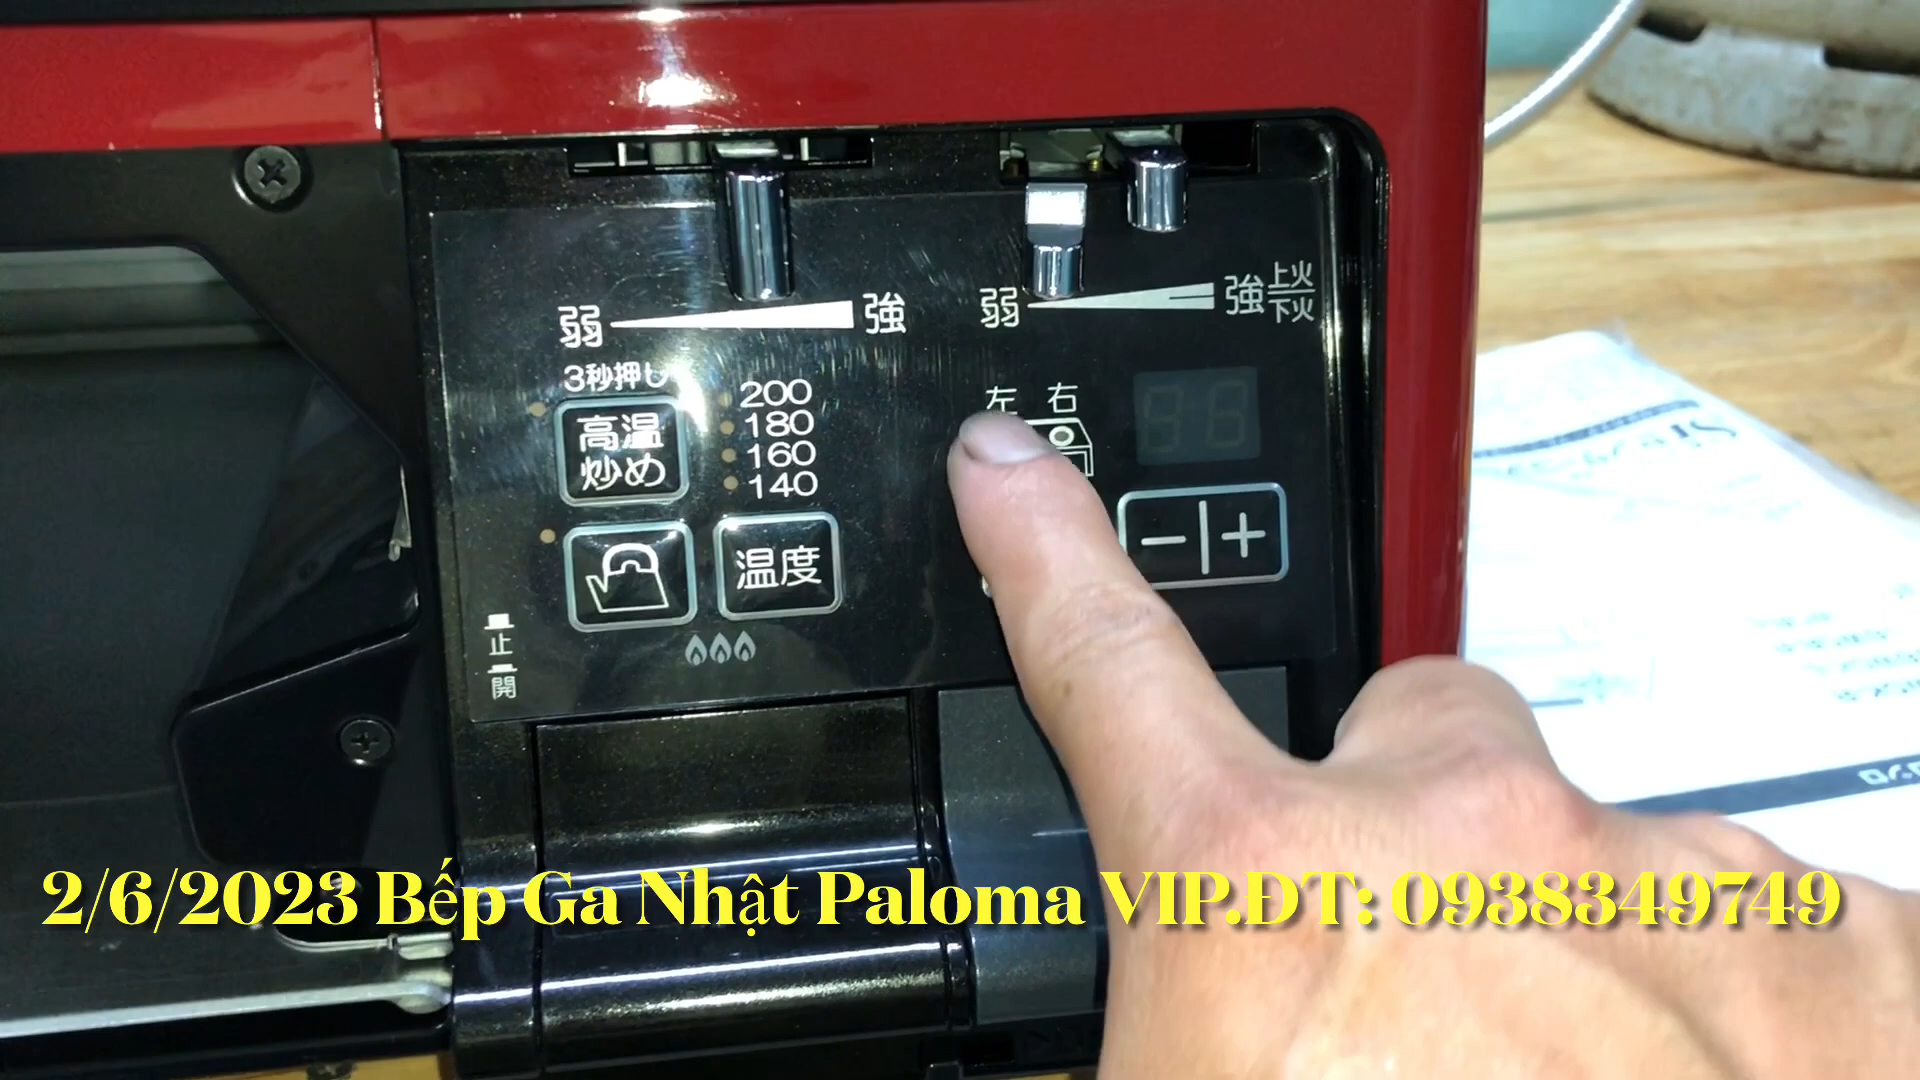 弱 強
弱 強 上火
下火
3秒押し
高温
炒め
200
180
160
140
左 右
温度
止
開
2/6/2023 Bếp Ga Nhật Paloma VIP.ĐT: 0938349749